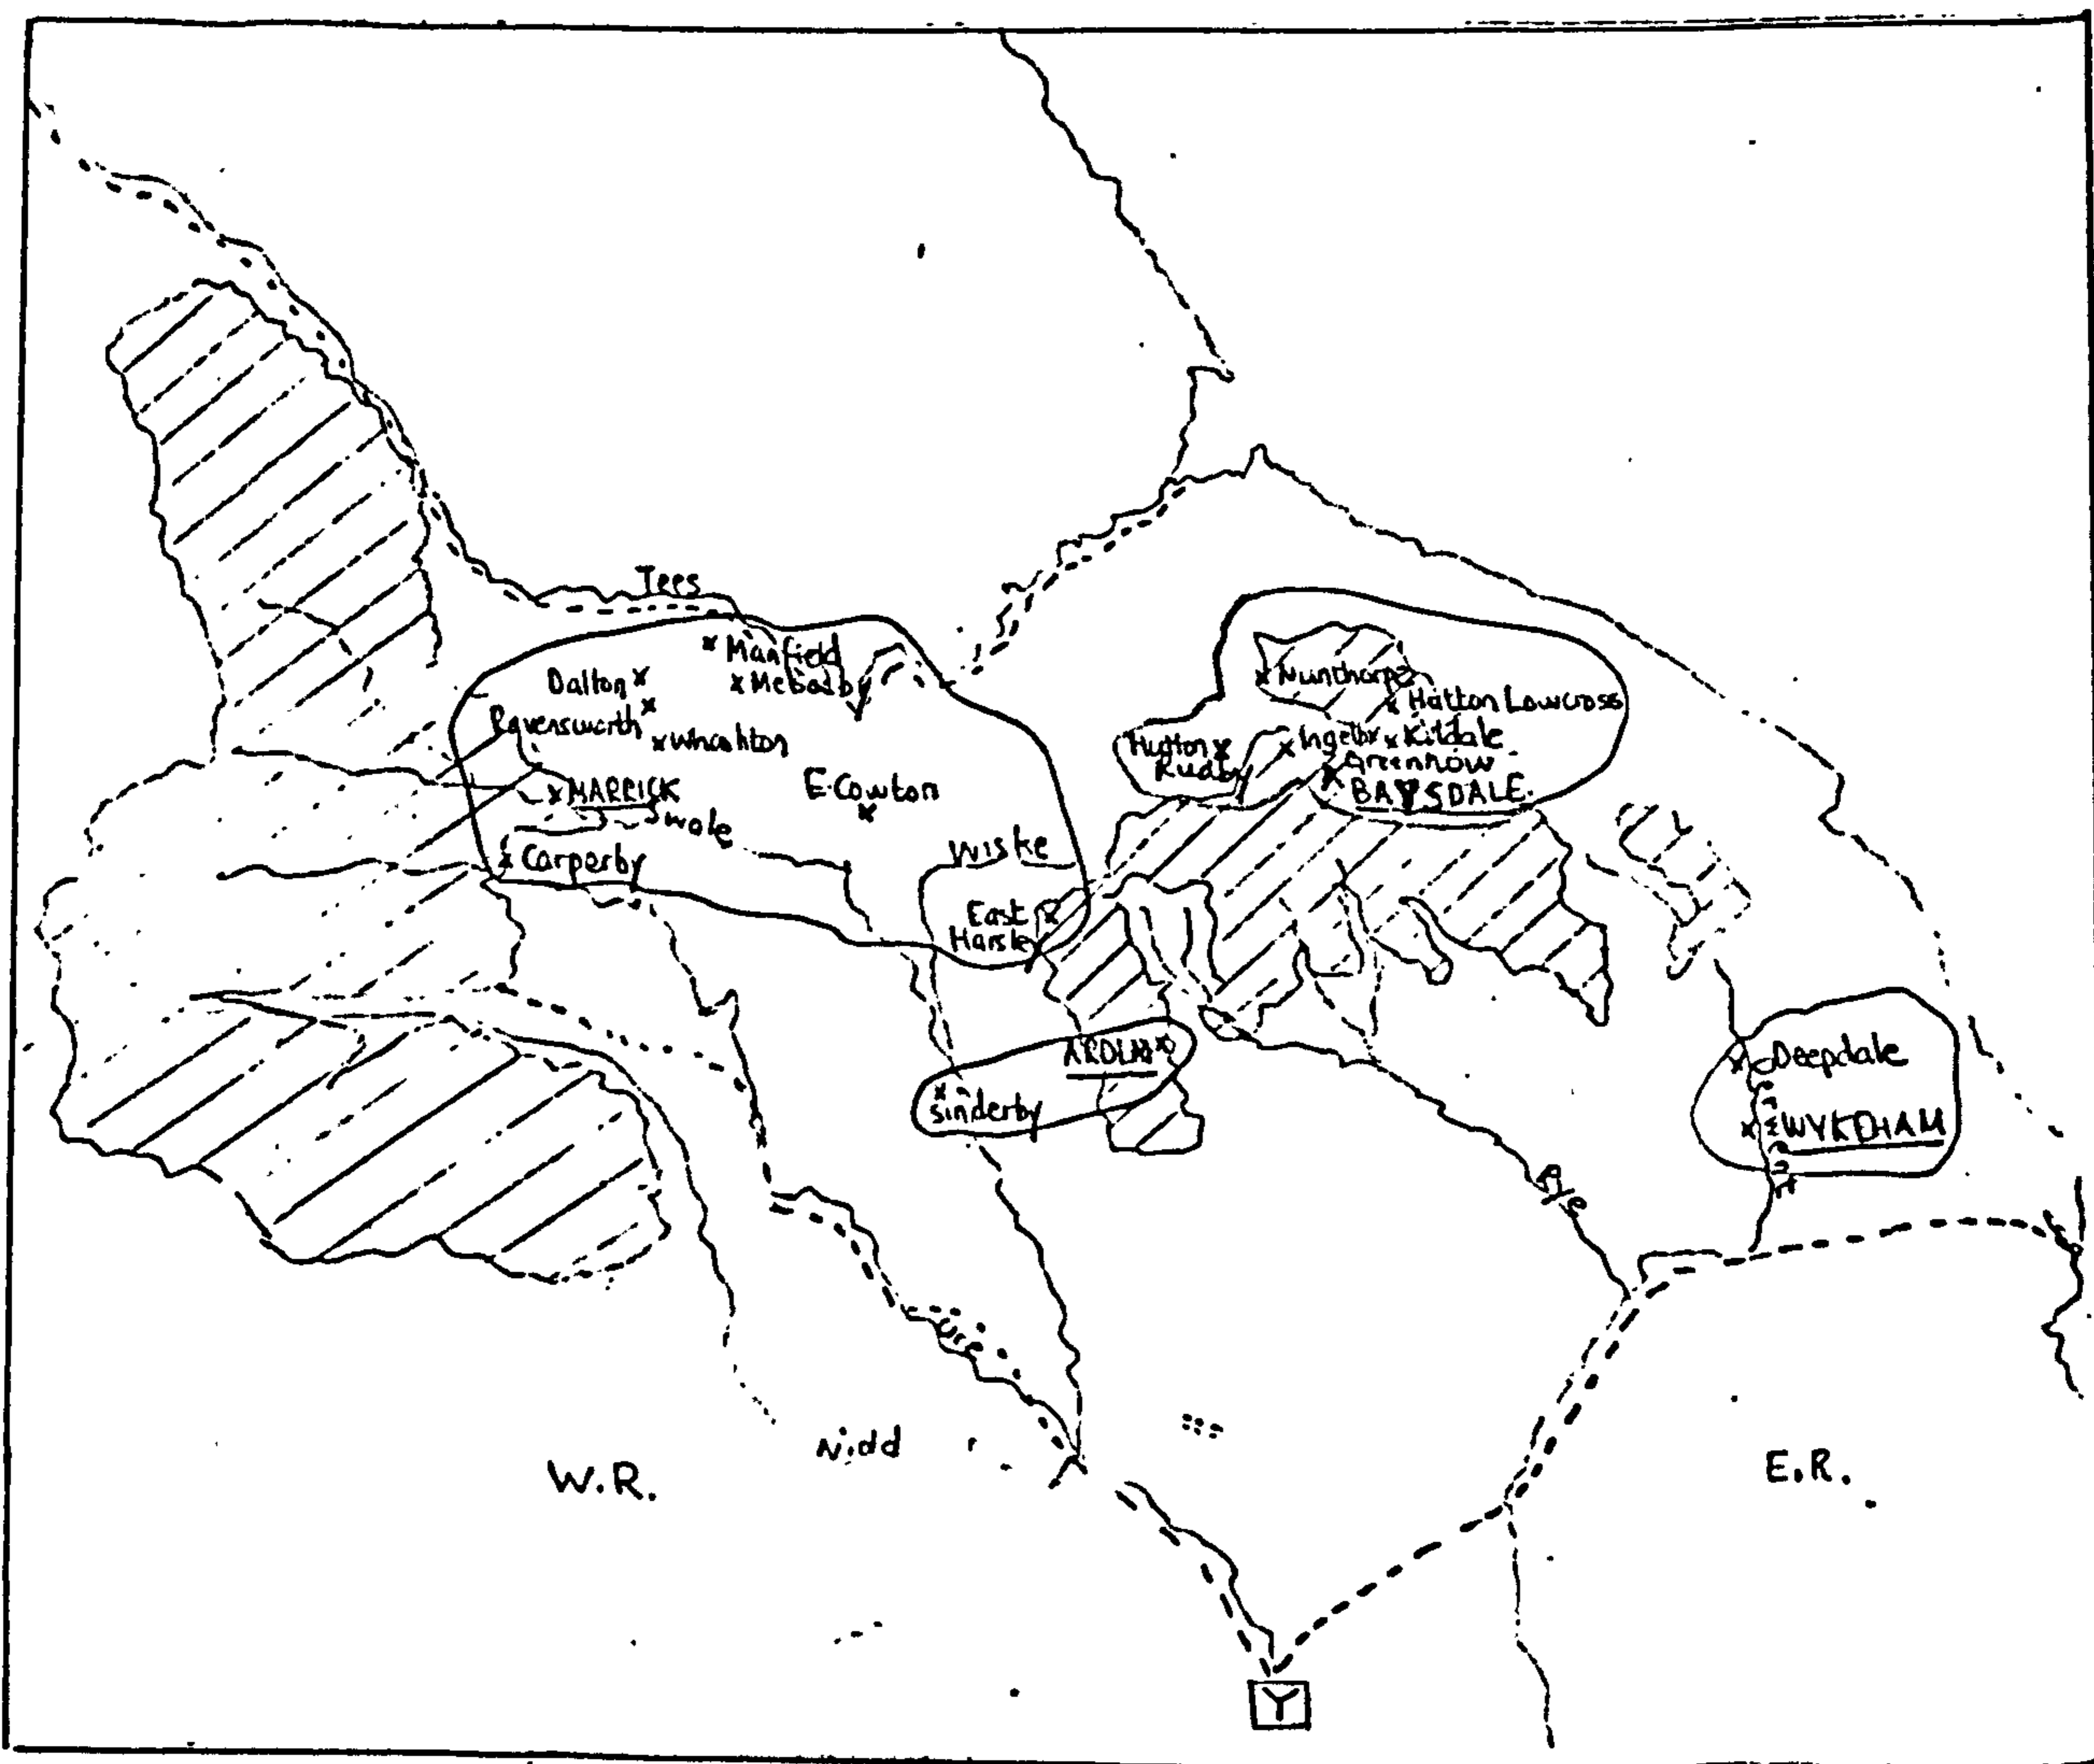 Tees
Manfield
Dalton
Melsonby
Ravensworth
Whashton
MARRICK
E.Cowton
Swale
Carperby
Wiske
East
Harsley
Nunthorpe
Hutton Lowcross
Hutton
Rudby
Ingelby
Kildale
Greenhow
BAYSDALE
ARDEN
Sinderby
Deepdale
WYKEHAM
Rye
Ure
Nidd
W.R.
E.R.
Y